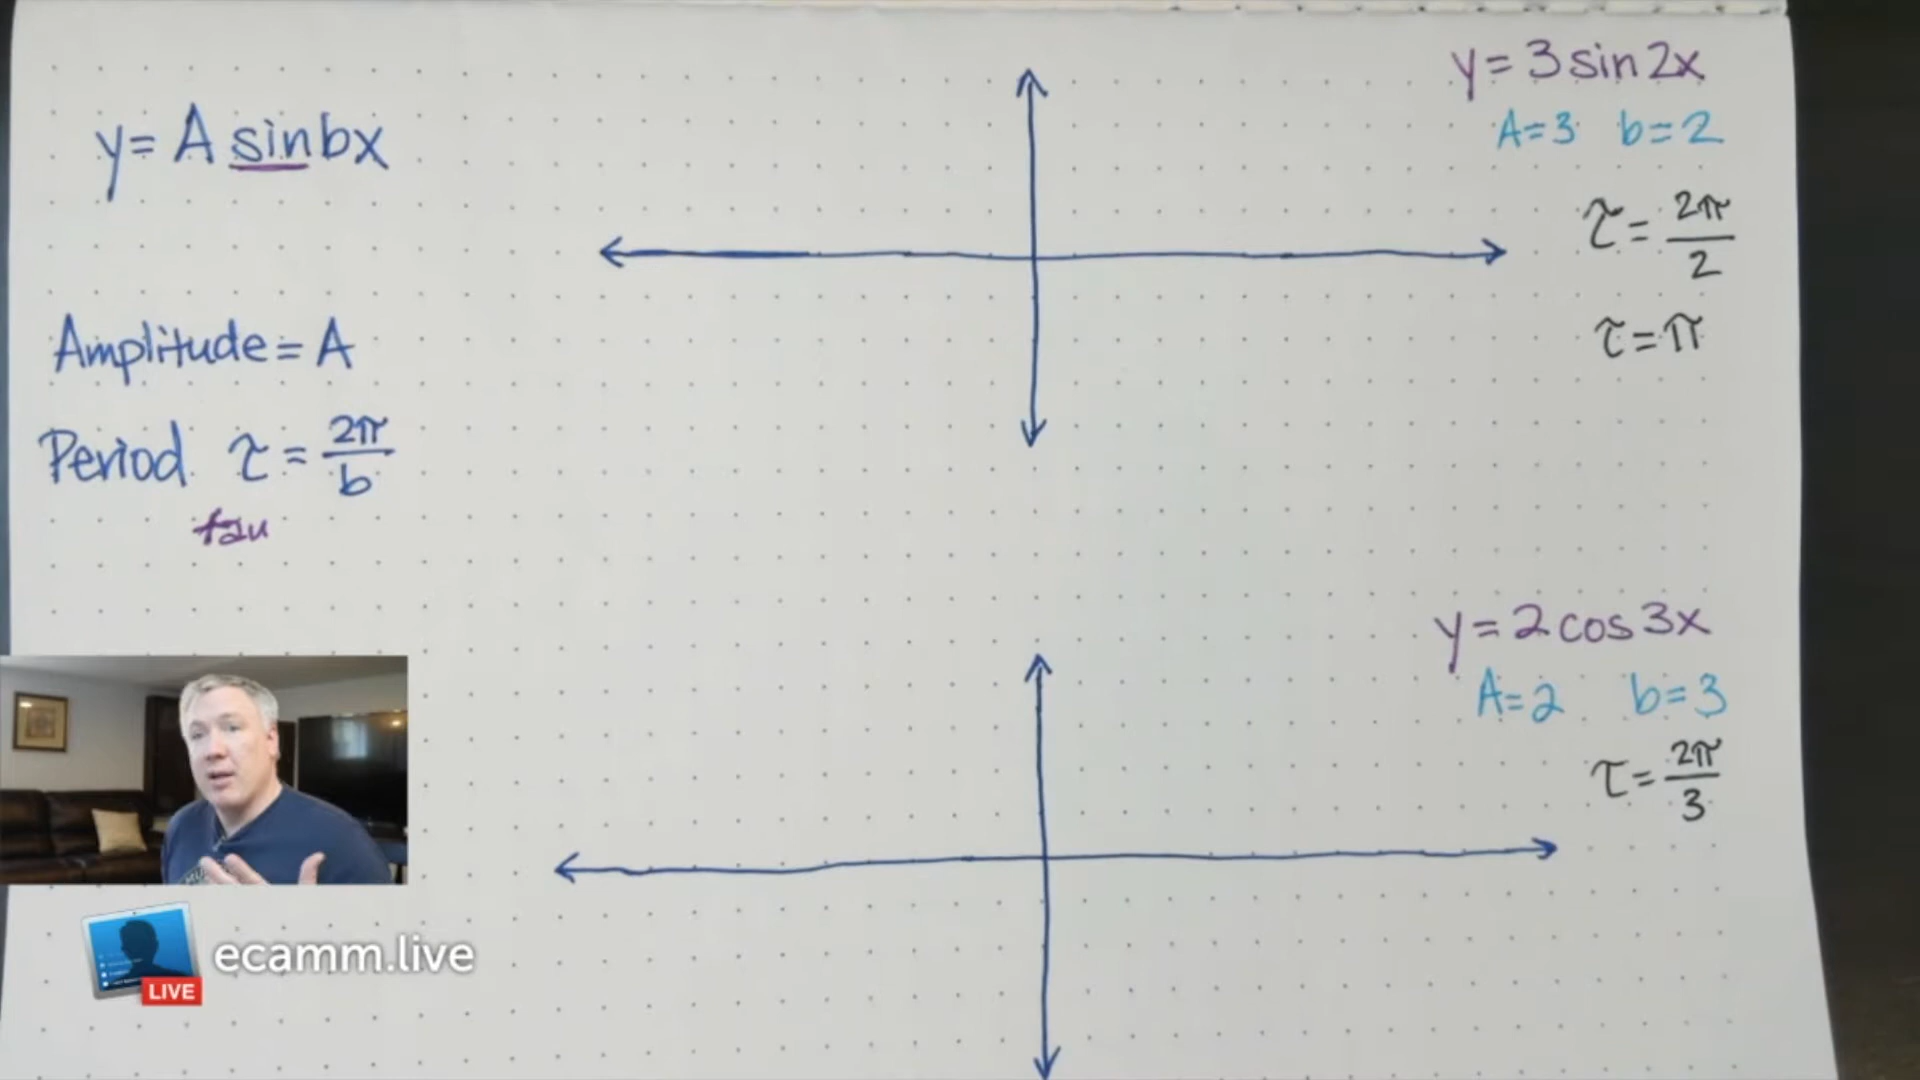 y = A sin bx
Amplitude = A
Period τ = 2π/b
tau
y = 3 sin 2x
A = 3 b = 2
τ = 2π/2
τ = π
y = 2 cos 3x
A = 2 b = 3
τ = 2π/3
LIVE
ecamm.live